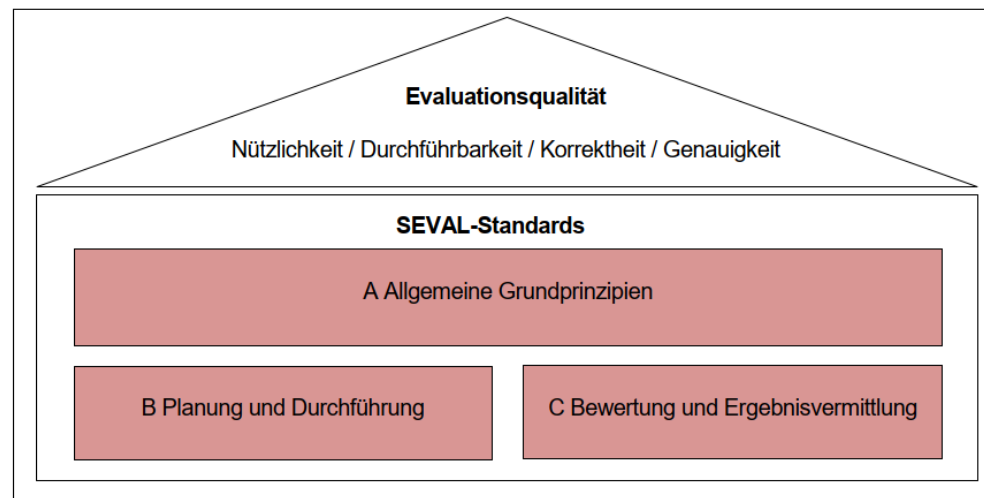 Evaluationsqualität
Nützlichkeit / Durchführbarkeit / Korrektheit / Genauigkeit
SEVAL-Standards
A Allgemeine Grundprinzipien
B Planung und Durchführung
C Bewertung und Ergebnisvermittlung